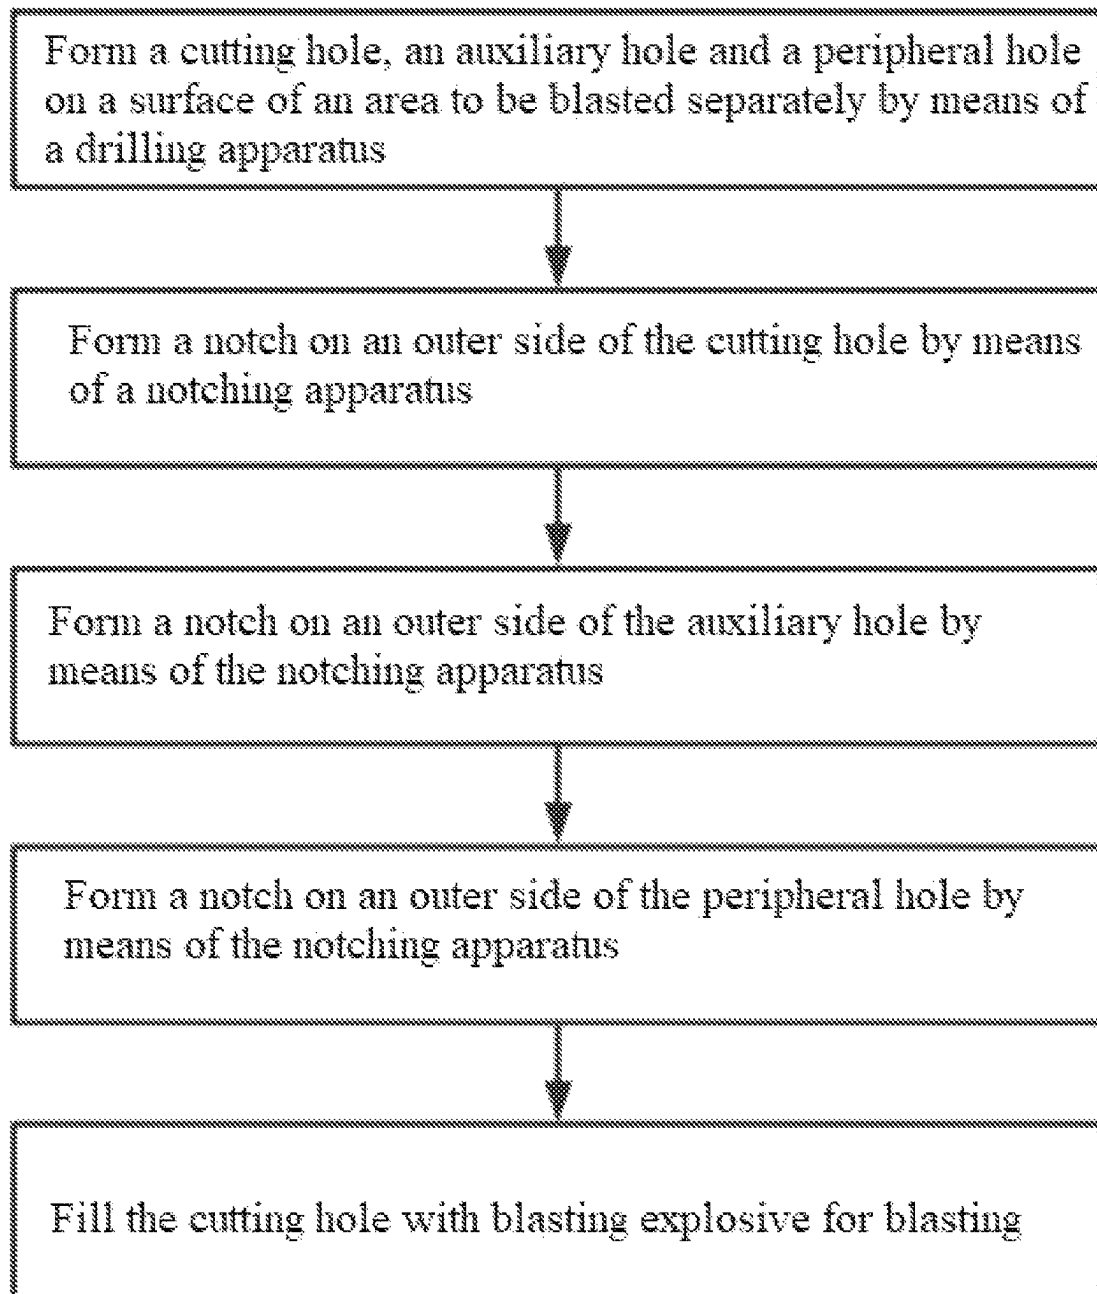 Form a cutting hole, an auxiliary hole and a peripheral hole
on a surface of an area to be blasted separately by means of
a drilling apparatus
Form a notch on an outer side of the cutting hole by means
of a notching apparatus
Form a notch on an outer side of the auxiliary hole by
means of the notching apparatus
Form a notch on an outer side of the peripheral hole by
means of the notching apparatus
Fill the cutting hole with blasting explosive for blasting